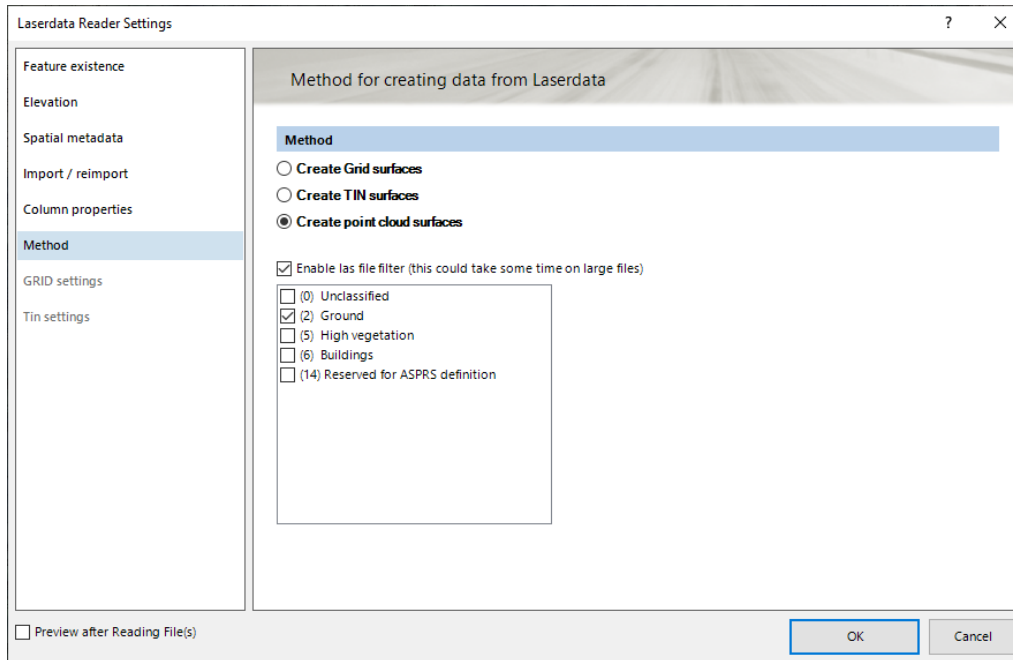 Laserdata Reader Settings
?
Feature existence
Elevation
Spatial metadata
Import / reimport
Column properties
Method
GRID settings
Tin settings
Method for creating data from Laserdata
Method
Create Grid surfaces
Create TIN surfaces
Create point cloud surfaces
Enable las file filter (this could take some time on large files)
(0) Unclassified
(2) Ground
(5) High vegetation
(6) Buildings
(14) Reserved for ASPRS definition
Preview after Reading File(s)
OK
Cancel